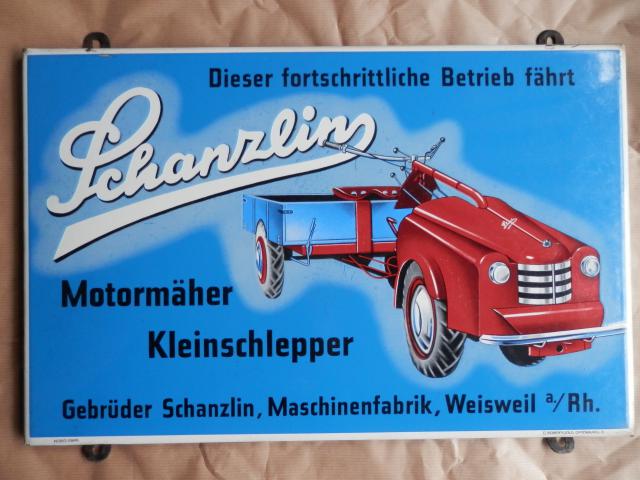 Dieser fortschrittliche Betrieb fährt
Schanzlin
Motormäher
Kleinschlepper
Gebrüder Schanzlin, Maschinenfabrik, Weisweil a/Rh.